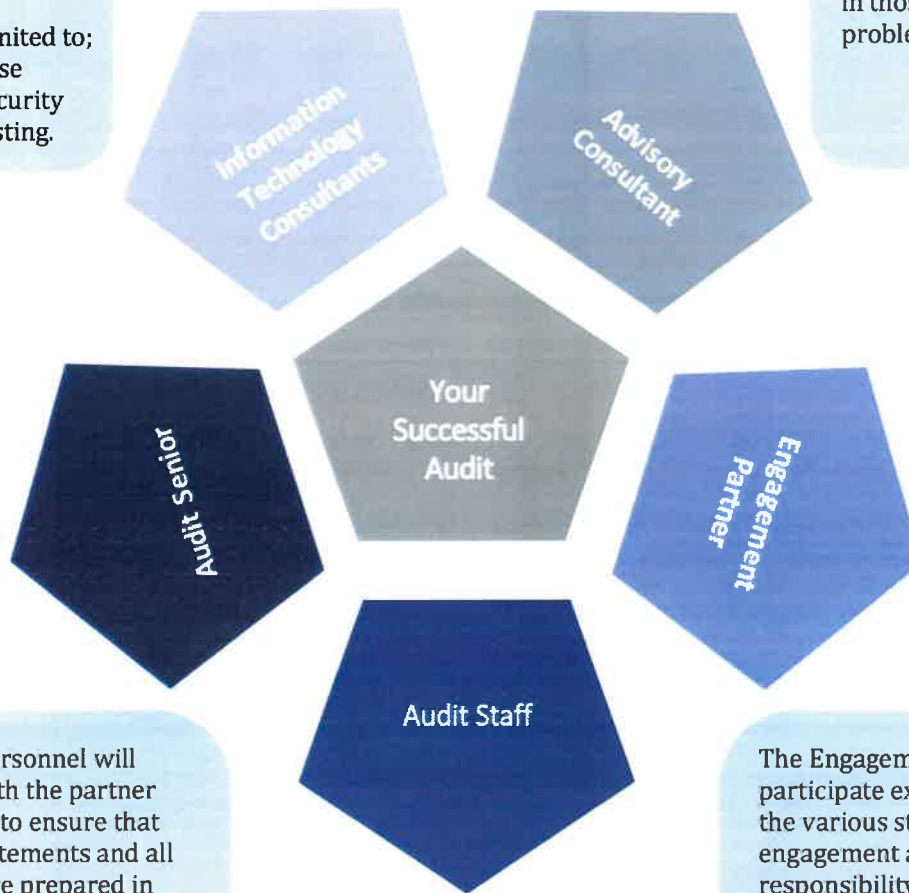 nited to;
se
curity
sting.
in thos
proble
Information
Technology
Consultants
Advisory
Consultant
Your
Successful
Audit
Audit Senior
Engagement
Partner
Audit Staff
rsonnel will
th the partner
to ensure that
tements and all
re prepared in
The Engagem
participate ex
the various st
engagement a
responsibility